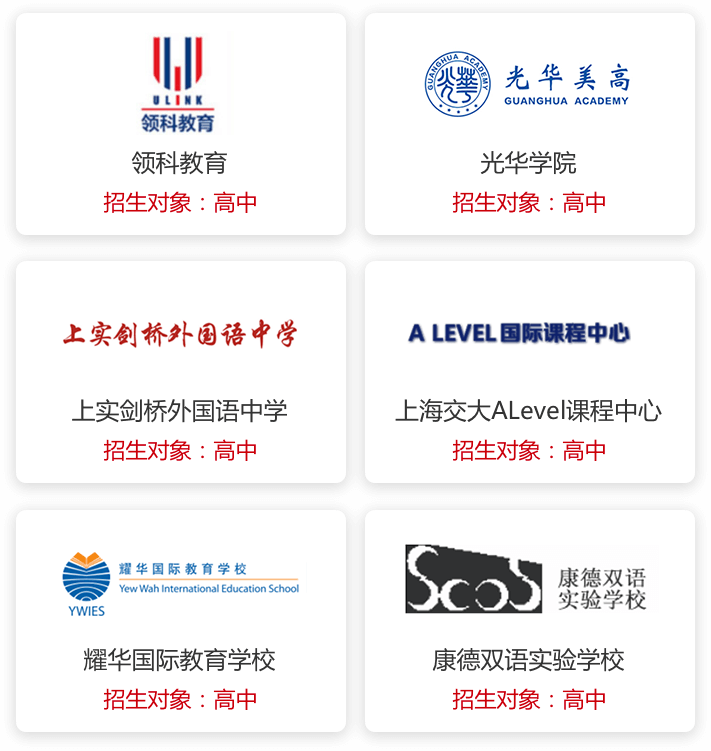 ULINK
领科教育
领科教育
招生对象：高中
GUANGHUA ACADEMY
光华
光华美高
GUANGHUA ACADEMY
光华学院
招生对象：高中
上实剑桥外国语中学
上实剑桥外国语中学
招生对象：高中
A LEVEL国际课程中心
上海交大ALevel课程中心
招生对象：高中
耀华国际教育学校
Yew Wah International Education School
YWIES
耀华国际教育学校
招生对象：高中
SCOS
康德双语
实验学校
康德双语实验学校
招生对象：高中